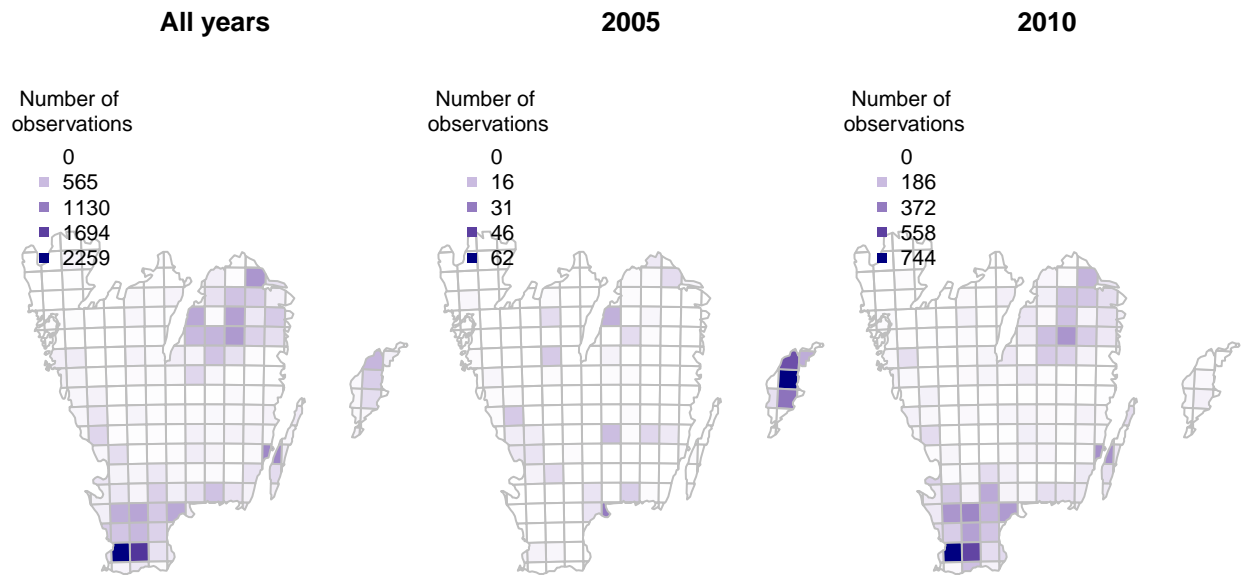 All years
Number of
observations
0
565
1130
1694
2259
2005
Number of
observations
0
16
31
46
62
2010
Number of
observations
0
186
372
558
744